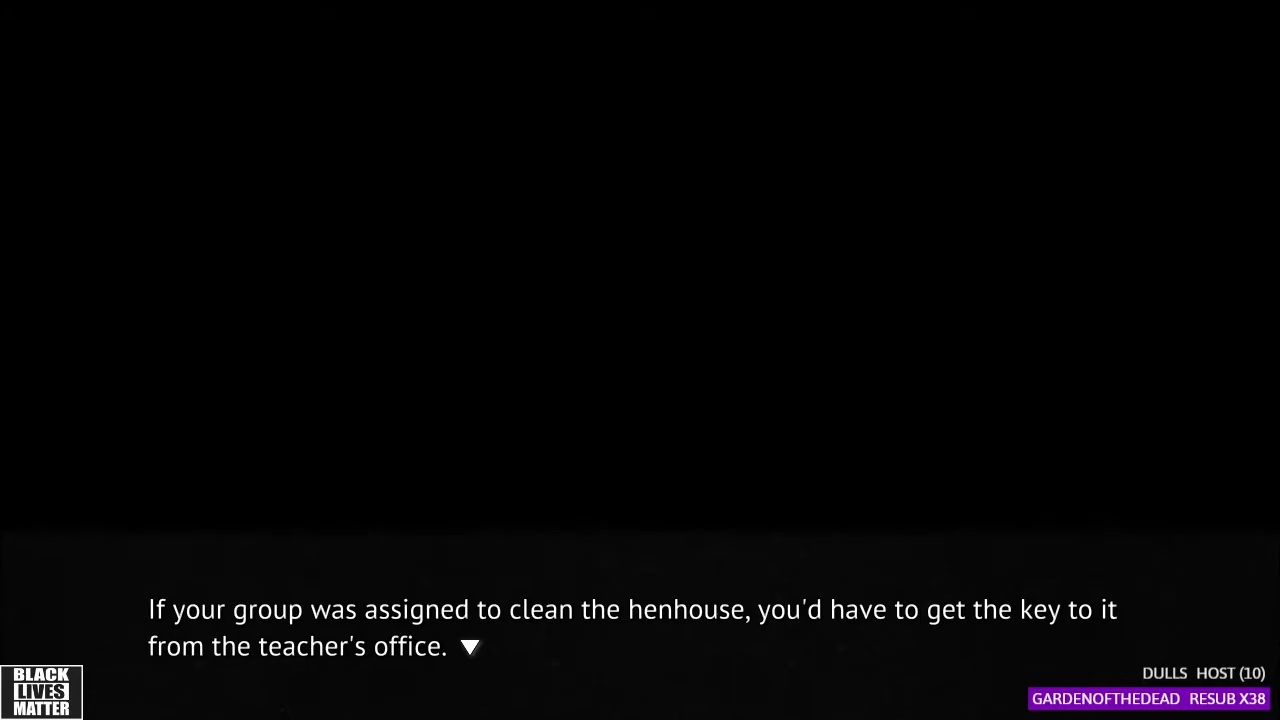 If your group was assigned to clean the henhouse, you'd have to get the key to it
from the teacher's office.
BLACK
LIVES
MATTER
DULLS HOST (10)
GARDENOFTHEDEAD RESUB X38